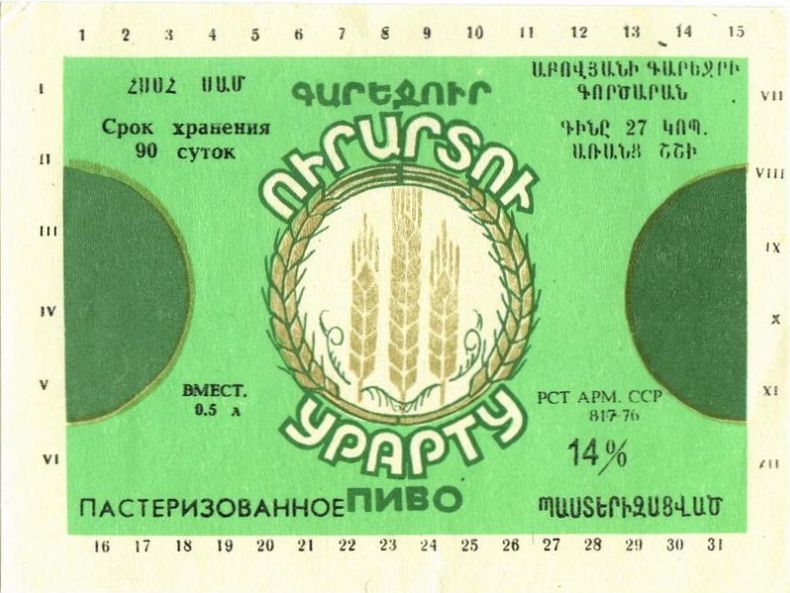 1 2 3 4 5 6 7 8 9 10 11 12 13 14 15
I II III IV V VI
VII VIII IX X XI XII
ՀՍՍՀ ՍԱՄ
Срок хранения
90 суток
ԳԱՐԵՋՈՒՐ
ՈՒՐԱՐՏՈՒ
ԱԲՈՎՅԱՆԻ ԳԱՐԵՋՐԻ
ԳՈՐԾԱՐԱՆ
ԳԻՆԸ 27 ԿՈՊ.
ԱՌԱՆՑ ՇՇԻ
ВМЕСТ.
0.5 л
РСТ АРМ. ССР
817-76
14%
УРАРТУ
ПАСТЕРИЗОВАННОЕ ПИВО ՊԱՍՏԵՐԻԶԱՑՎԱԾ
16 17 18 19 20 21 22 23 24 25 26 27 28 29 30 31